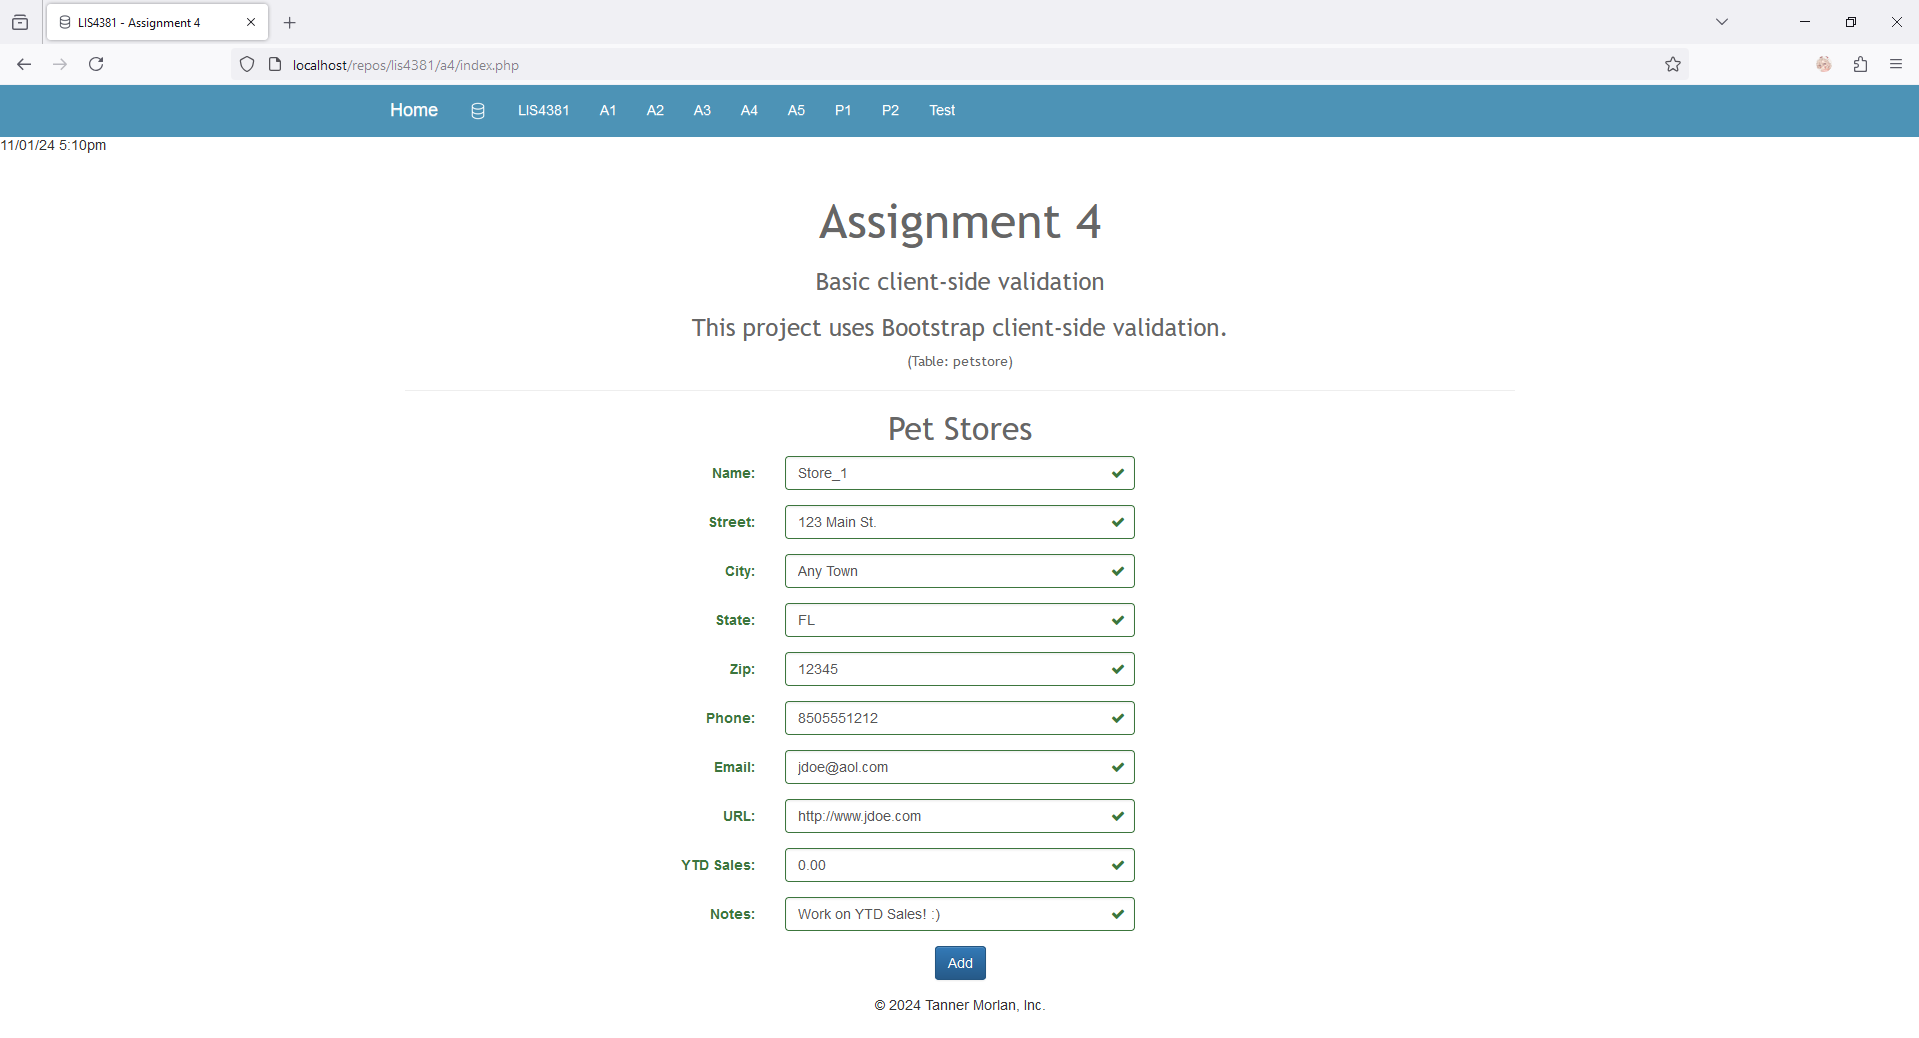 LIS4381 - Assignment 4
localhost/repos/lis4381/a4/index.php
Home LIS4381 A1 A2 A3 A4 A5 P1 P2 Test
11/01/24 5:10pm
Assignment 4
Basic client-side validation
This project uses Bootstrap client-side validation.
(Table: petstore)
Pet Stores
Name: Store_1
Street: 123 Main St.
City: Any Town
State: FL
Zip: 12345
Phone: 8505551212
Email: jdoe@aol.com
URL: http://www.jdoe.com
YTD Sales: 0.00
Notes: Work on YTD Sales! :)
Add
© 2024 Tanner Morlan, Inc.